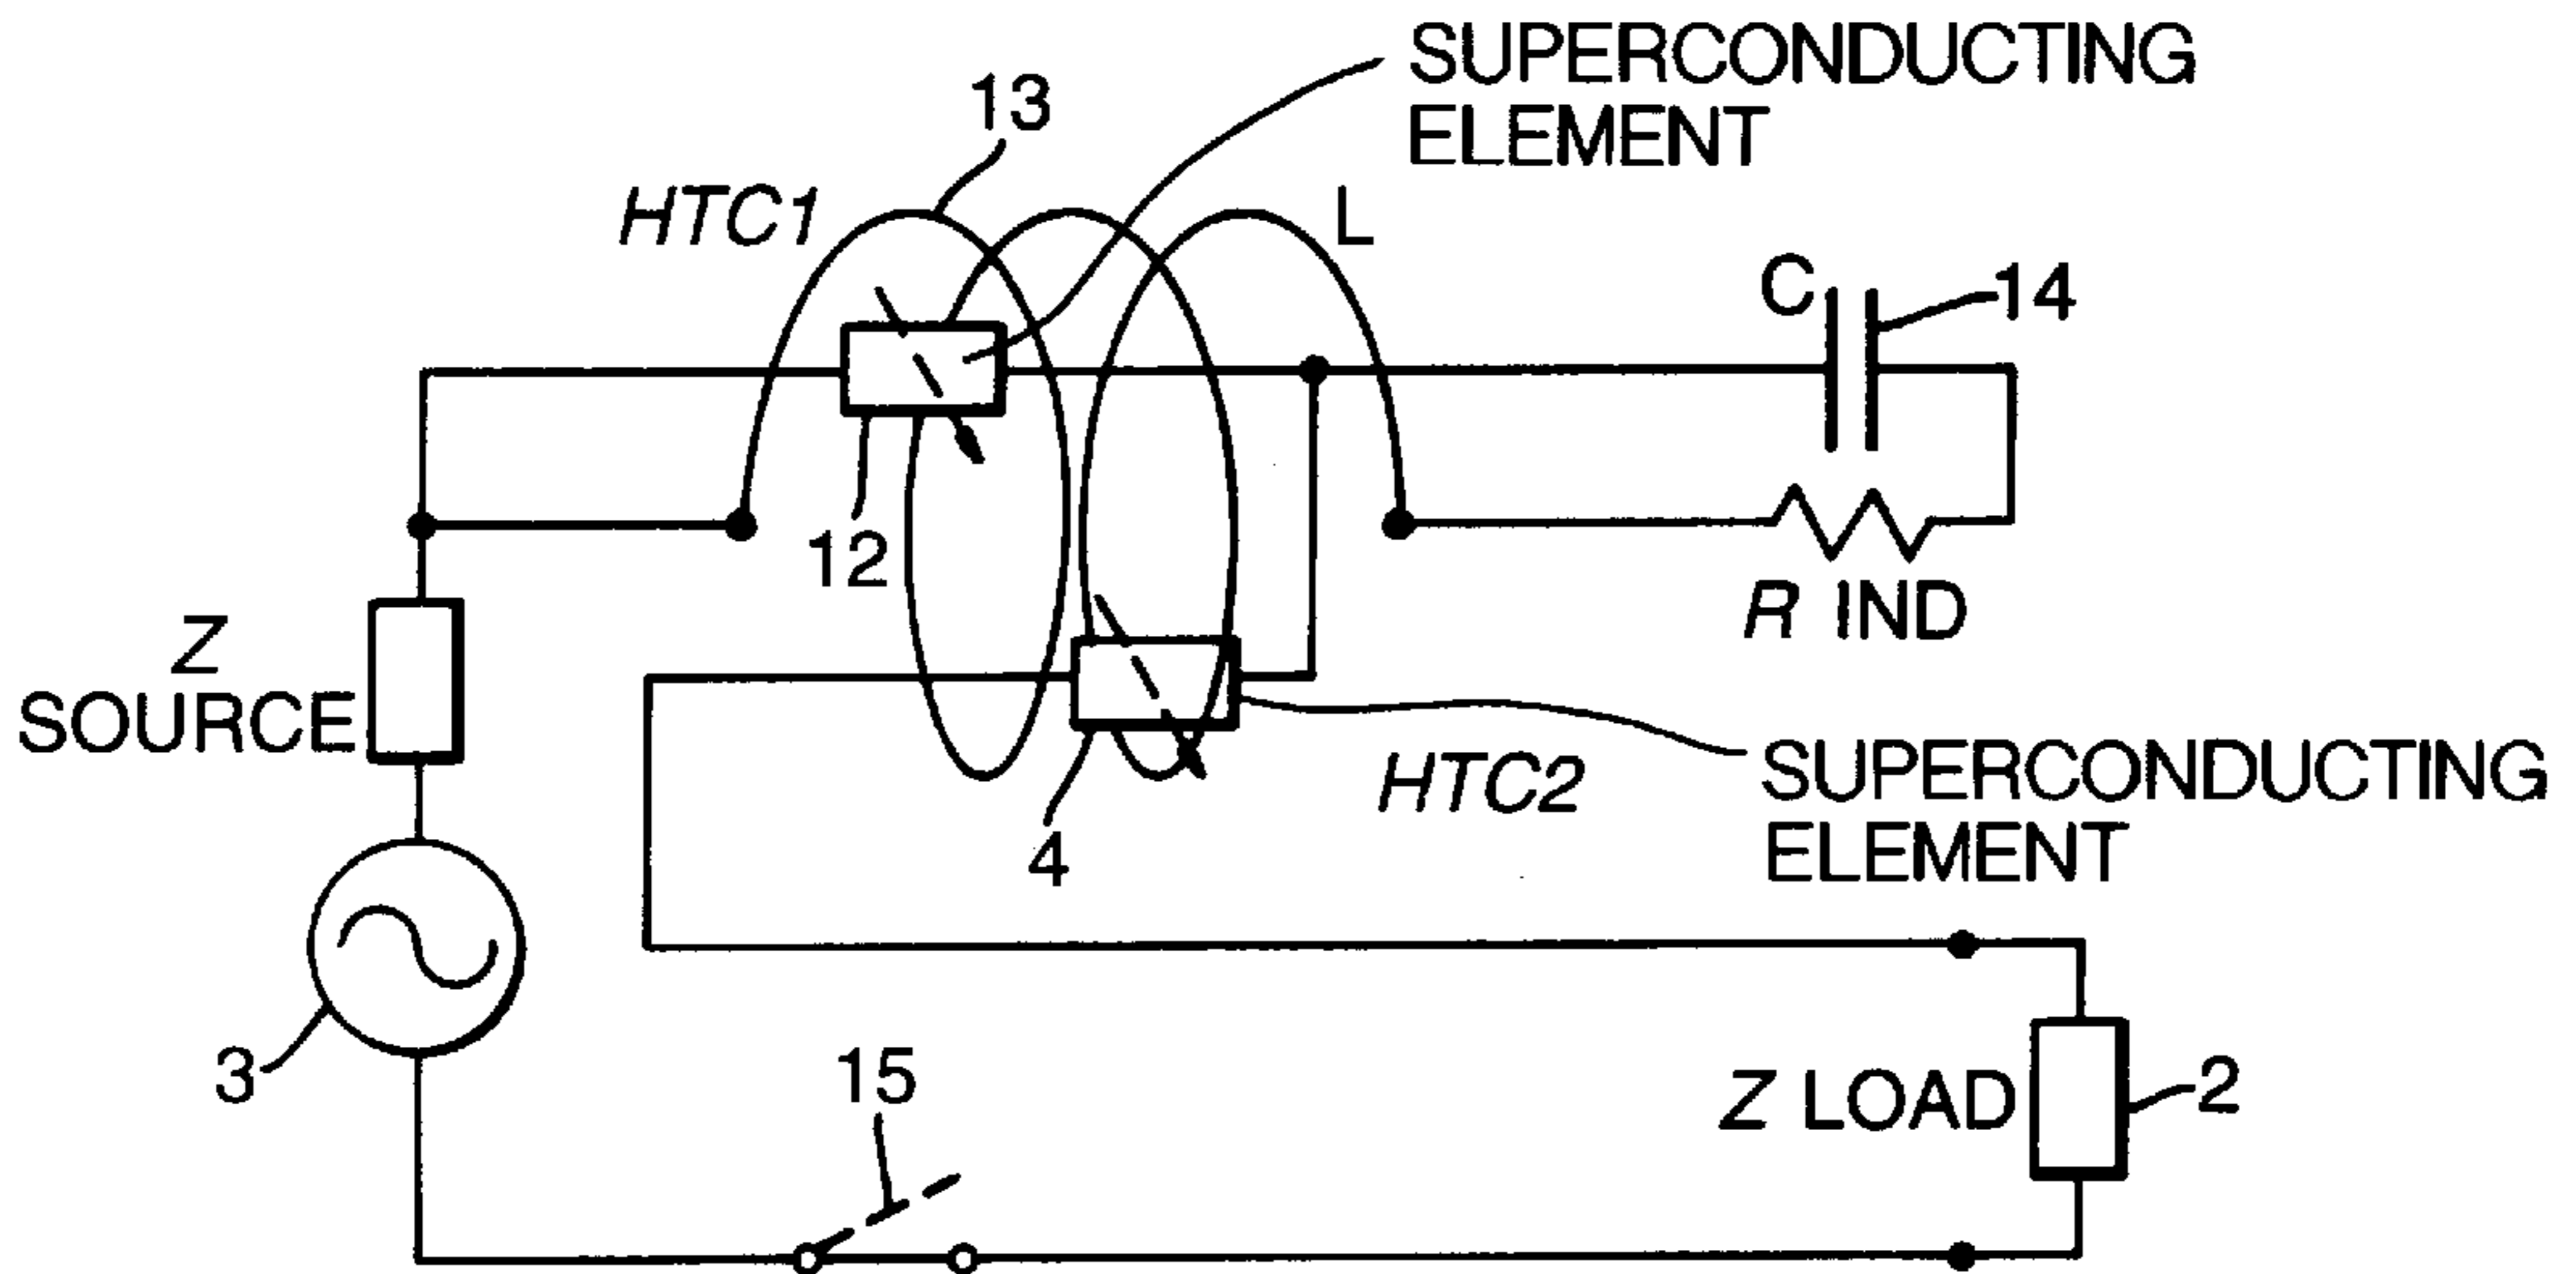 SUPERCONDUCTING
ELEMENT
13
HTC1
L
C
14
12
R IND
Z
SOURCE
HTC2
SUPERCONDUCTING
ELEMENT
4
3
15
Z LOAD
2